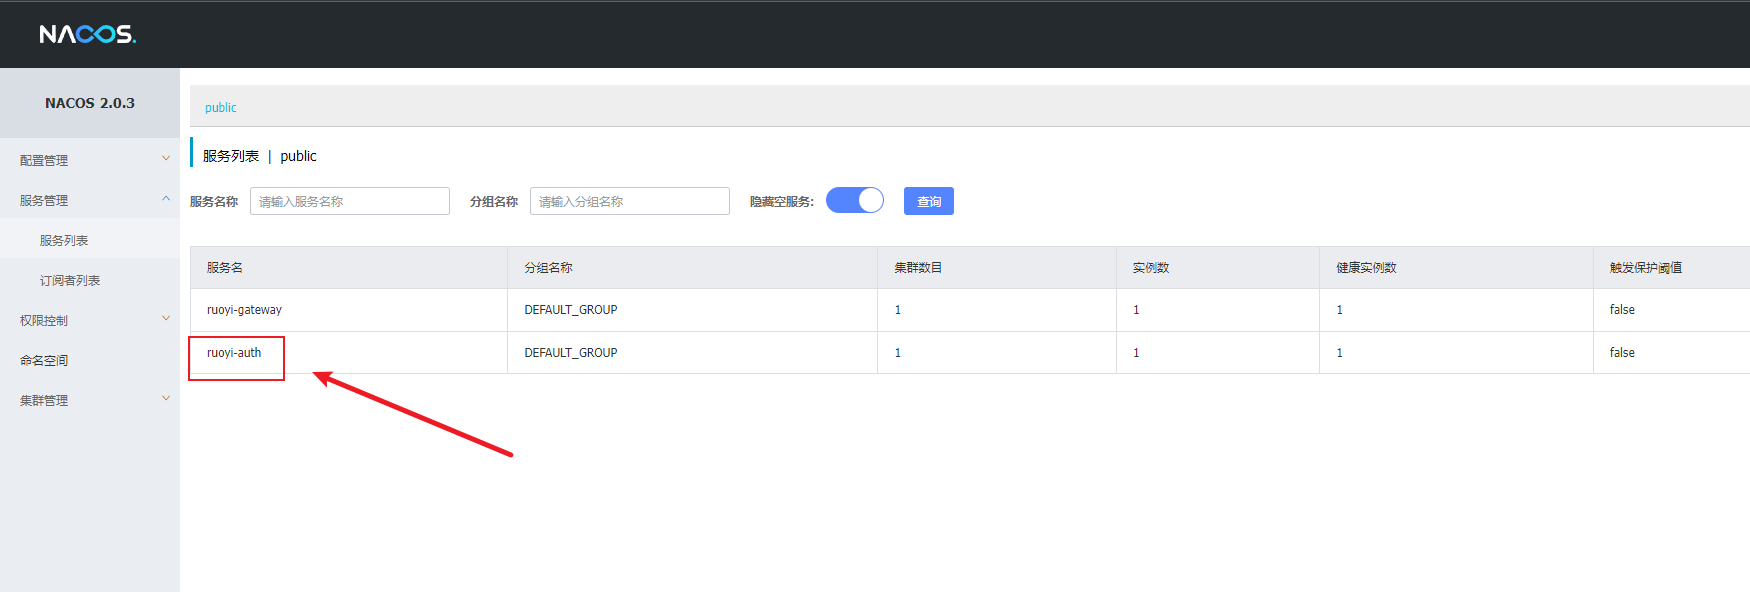 NACOS.
NACOS 2.0.3
配置管理
服务管理
服务列表
订阅者列表
权限控制
命名空间
集群管理
public
服务列表 | public
服务名称 请输入服务名称 分组名称 请输入分组名称 隐藏空服务: 查询
服务名 分组名称 集群数目 实例数 健康实例数 触发保护阈值
ruoyi-gateway DEFAULT_GROUP 1 1 1 false
ruoyi-auth DEFAULT_GROUP 1 1 1 false